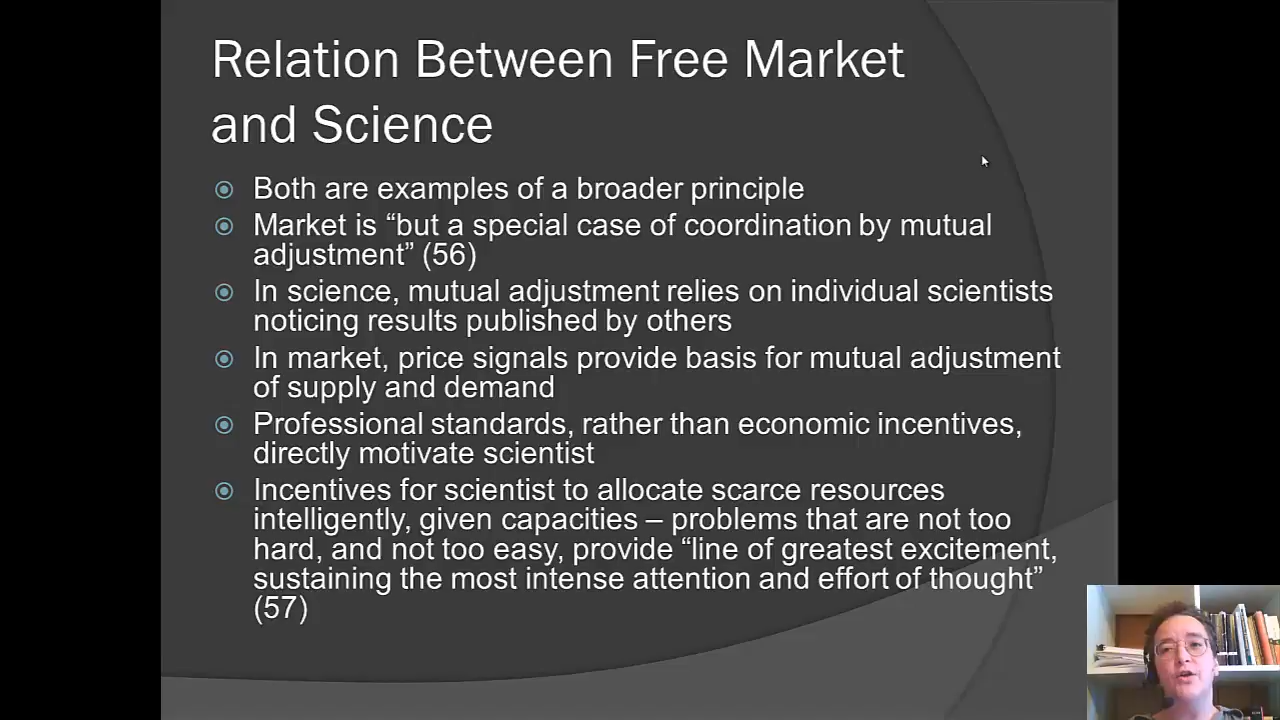 Relation Between Free Market
and Science
Both are examples of a broader principle
Market is “but a special case of coordination by mutual
adjustment” (56)
In science, mutual adjustment relies on individual scientists
noticing results published by others
In market, price signals provide basis for mutual adjustment
of supply and demand
Professional standards, rather than economic incentives,
directly motivate scientist
Incentives for scientist to allocate scarce resources
intelligently, given capacities – problems that are not too
hard, and not too easy, provide “line of greatest excitement,
sustaining the most intense attention and effort of thought”
(57)